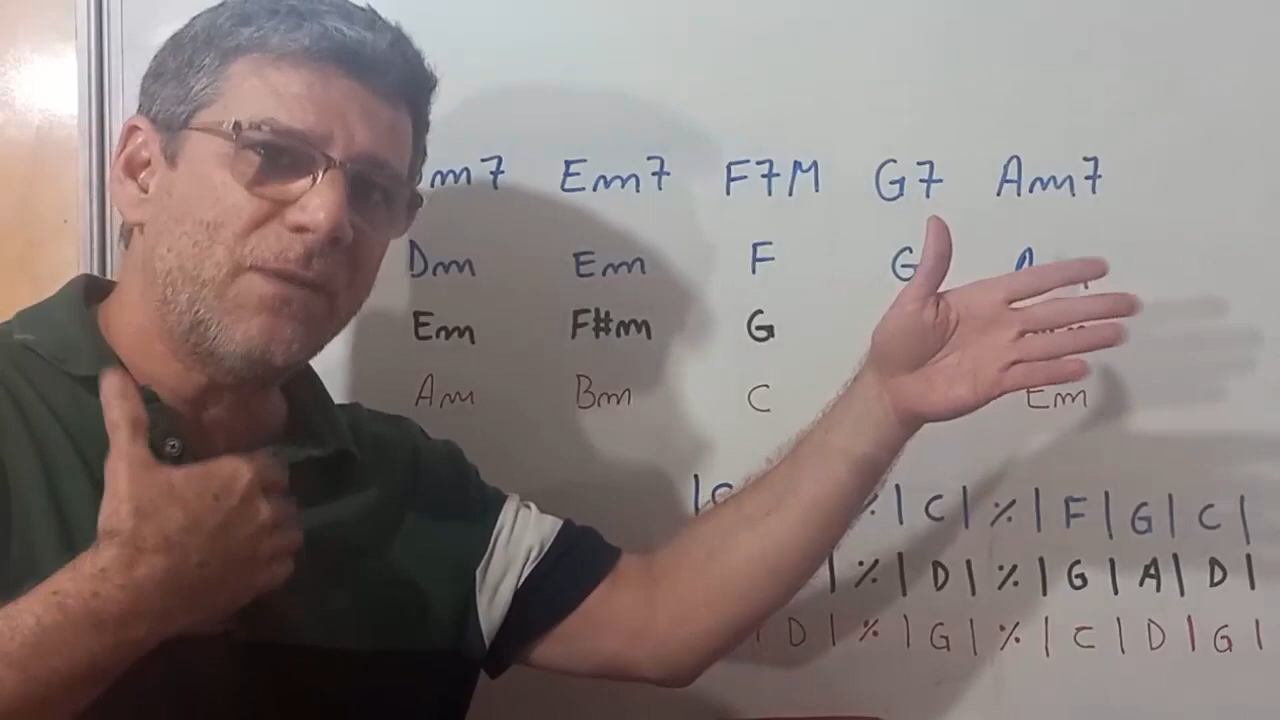 m7 Em7 F7M G7 Am7
Dm Em F G
Em F#m G
Am Bm C Em
| % | C | % | F | G | C |
| % | D | % | G | A | D |
| D | % | G | % | C | D | G |